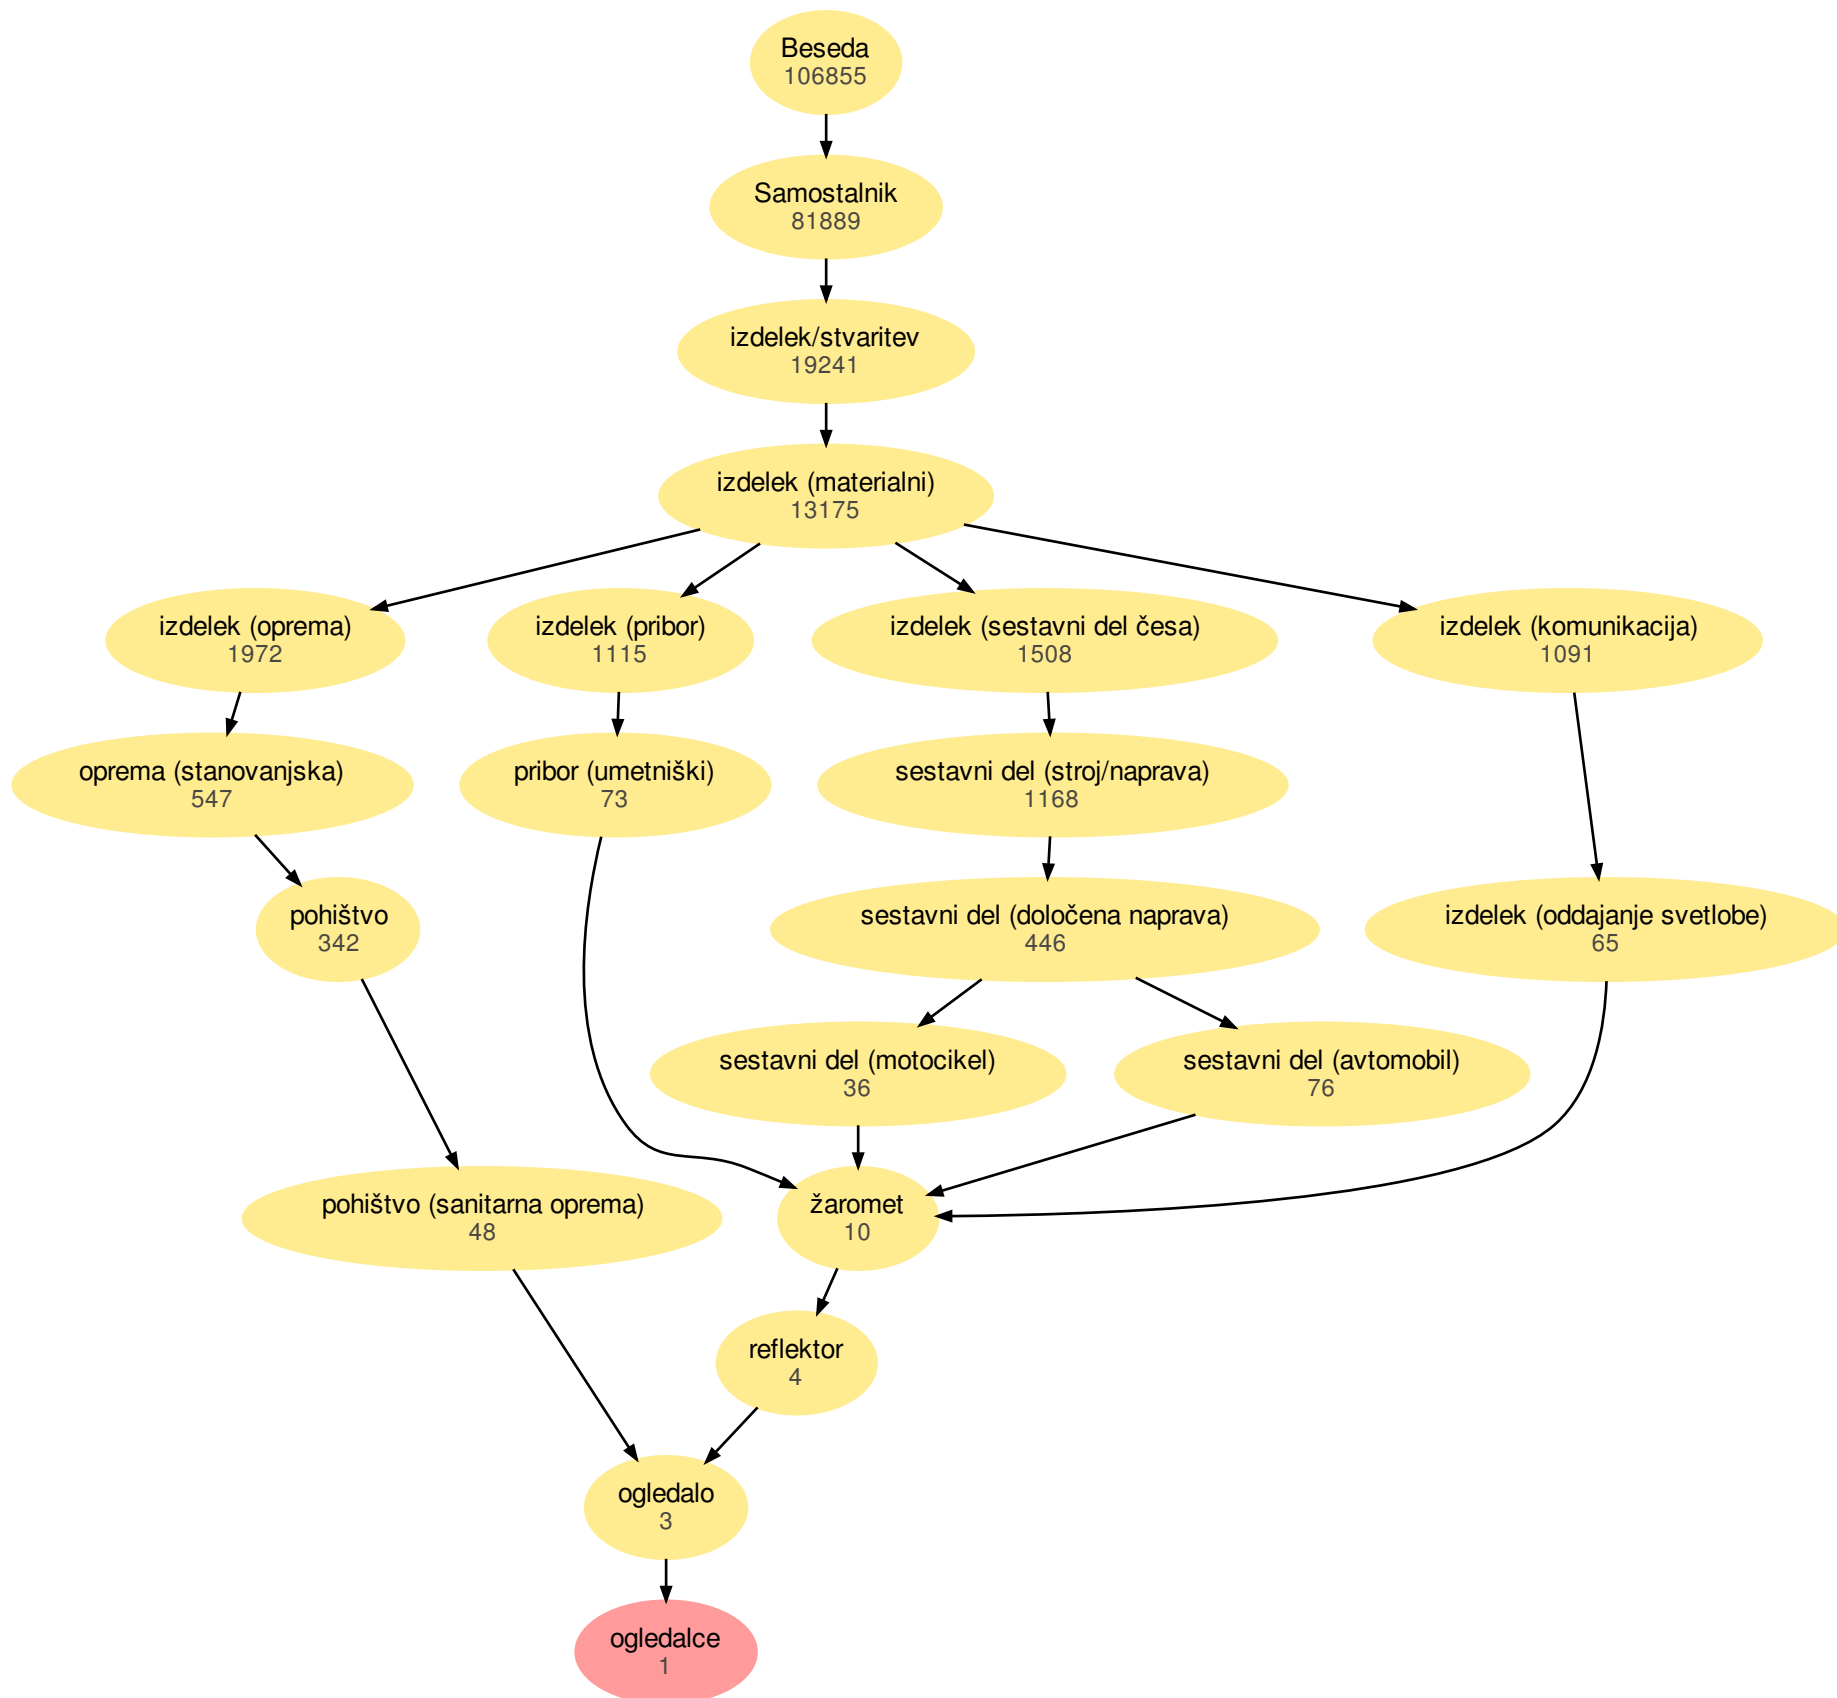 Beseda
106855
Samostalnik
81889
izdelek/stvaritev
19241
izdelek (materialni)
13175
izdelek (oprema)
1972
izdelek (pribor)
1115
izdelek (sestavni del česa)
1508
izdelek (komunikacija)
1091
oprema (stanovanjska)
547
pribor (umetniški)
73
sestavni del (stroj/naprava)
1168
pohištvo
342
sestavni del (določena naprava)
446
izdelek (oddajanje svetlobe)
65
sestavni del (motocikel)
36
sestavni del (avtomobil)
76
pohištvo (sanitarna oprema)
48
žaromet
10
reflektor
4
ogledalo
3
ogledalce
1